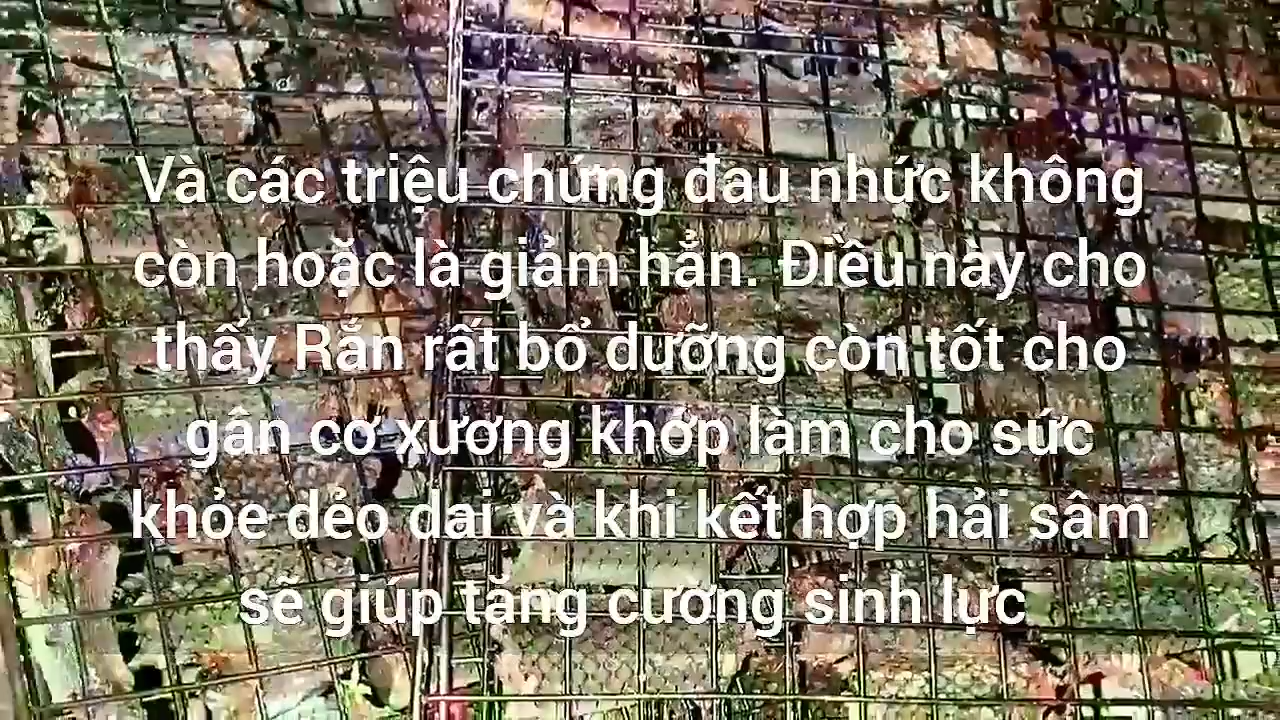 Và các triệu chứng đau nhức không
còn hoặc là giảm hẳn. Điều này cho
thấy Rắn rất bổ dưỡng còn tốt cho
gân cơ xương khớp làm cho sức
khỏe dẻo dai và khi kết hợp hải sâm
sẽ giúp tăng cường sinh lực